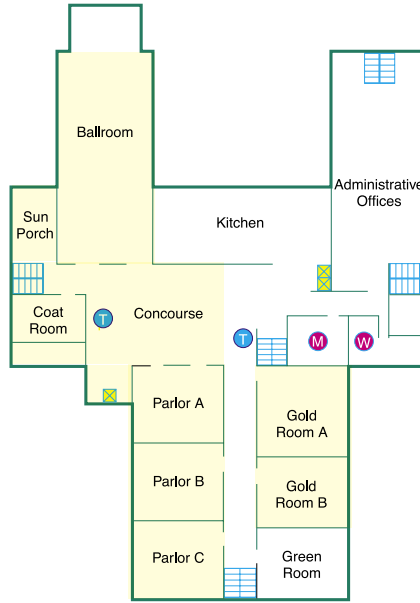 Ballroom
Administrative
Offices
Sun
Porch
Kitchen
Coat
Room
T
Concourse
T
M
W
Parlor A
Gold
Room A
Parlor B
Gold
Room B
Parlor C
Green
Room